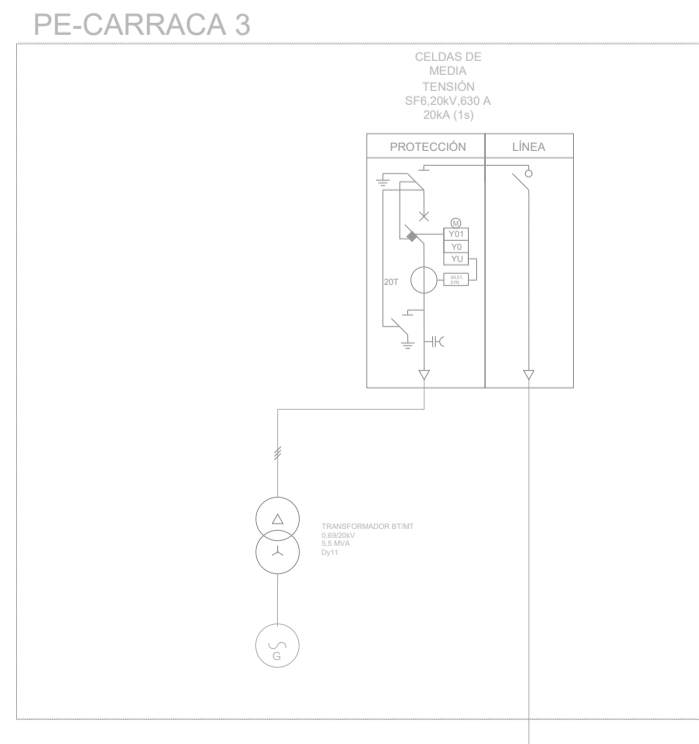 PE-CARRACA 3
CELDAS DE
MEDIA
TENSIÓN
SF6,20kV,630 A
20kA (1s)
PROTECCIÓN
LÍNEA
M
Y01
Y0
YU
20T
TRANSFORMADOR BT/MT
0,69/20kV
5,5 MVA
Dy11
G